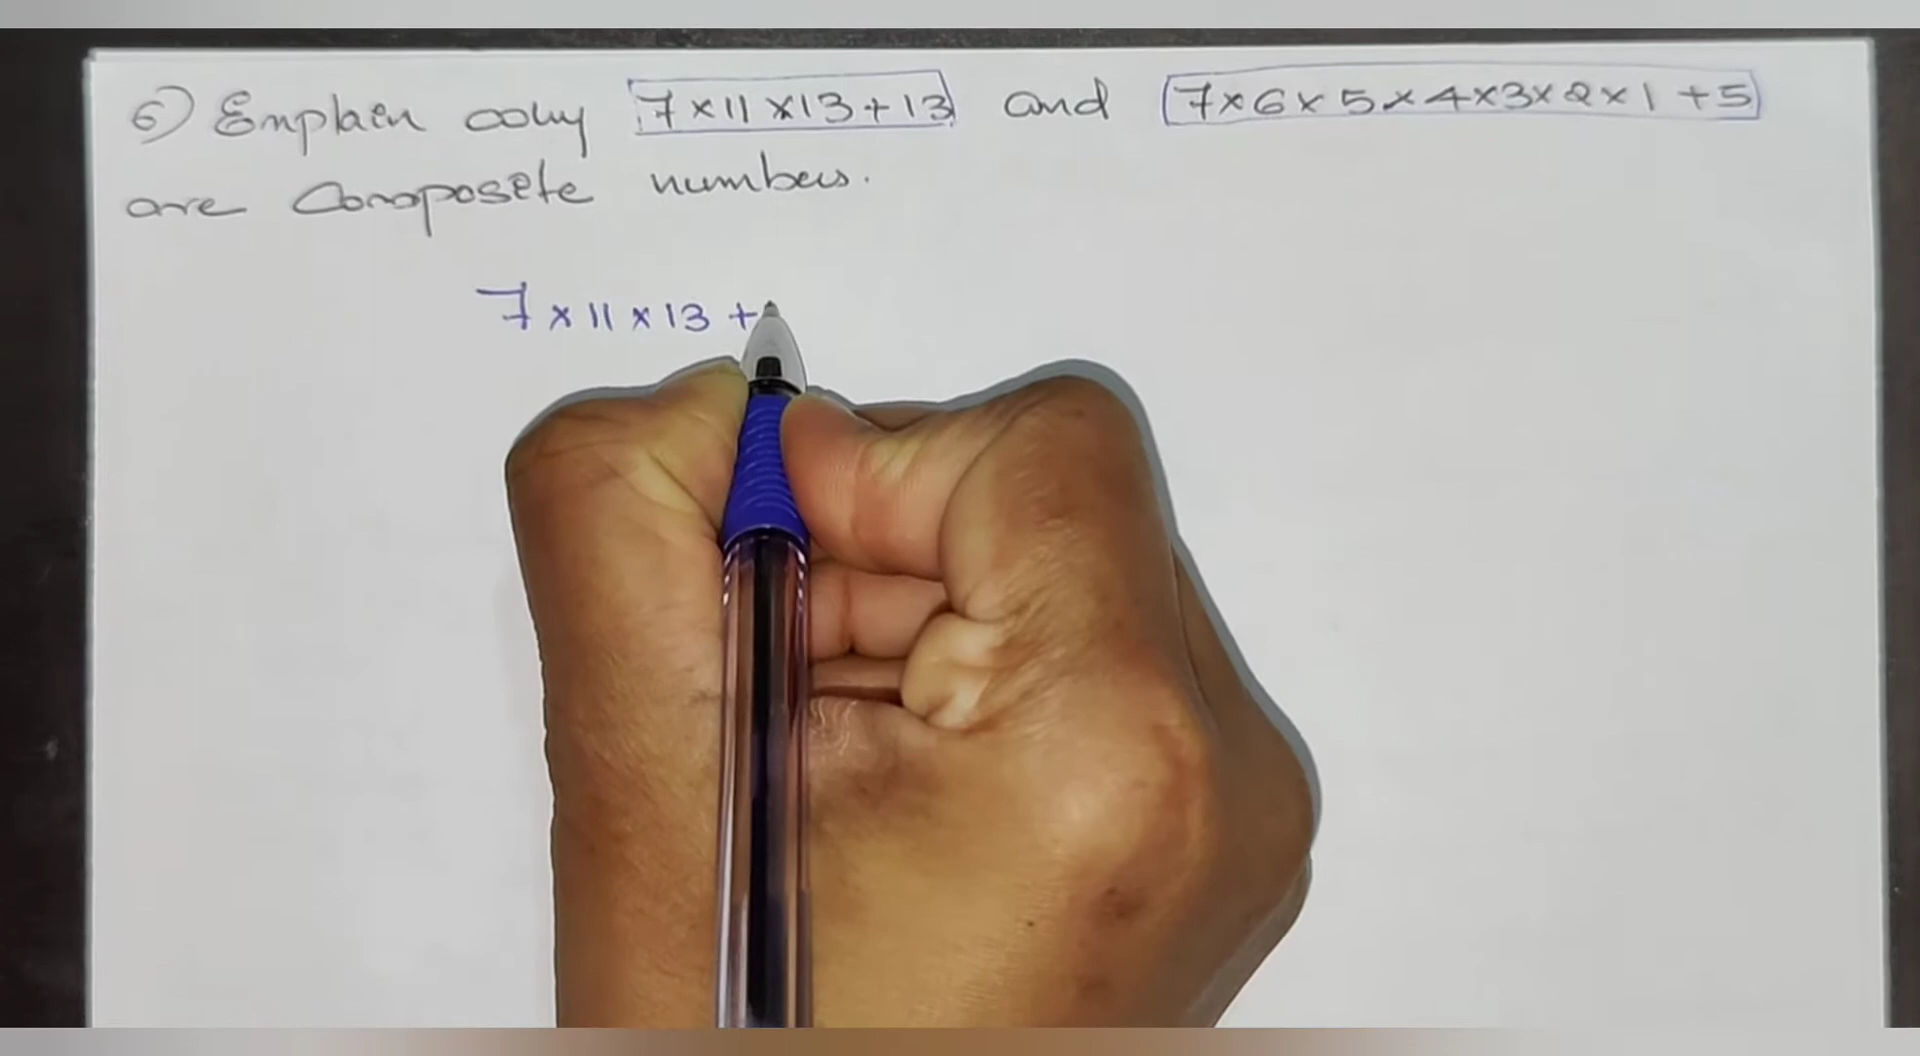 6) Explain why 7×11×13+13 and 7×6×5×4×3×2×1+5
are composite numbers.
7×11×13+